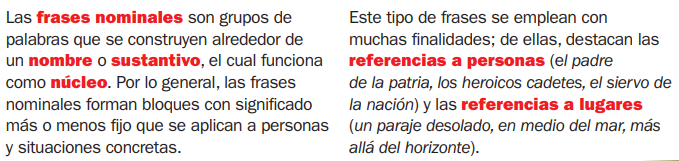 Las frases nominales son grupos de
palabras que se construyen alrededor de
un nombre o sustantivo, el cual funciona
como núcleo. Por lo general, las frases
nominales forman bloques con significado
más o menos fijo que se aplican a personas
y situaciones concretas.
Este tipo de frases se emplean con
muchas finalidades; de ellas, destacan las
referencias a personas (el padre
de la patria, los heroicos cadetes, el siervo de
la nación) y las referencias a lugares
(un paraje desolado, en medio del mar, más
allá del horizonte).